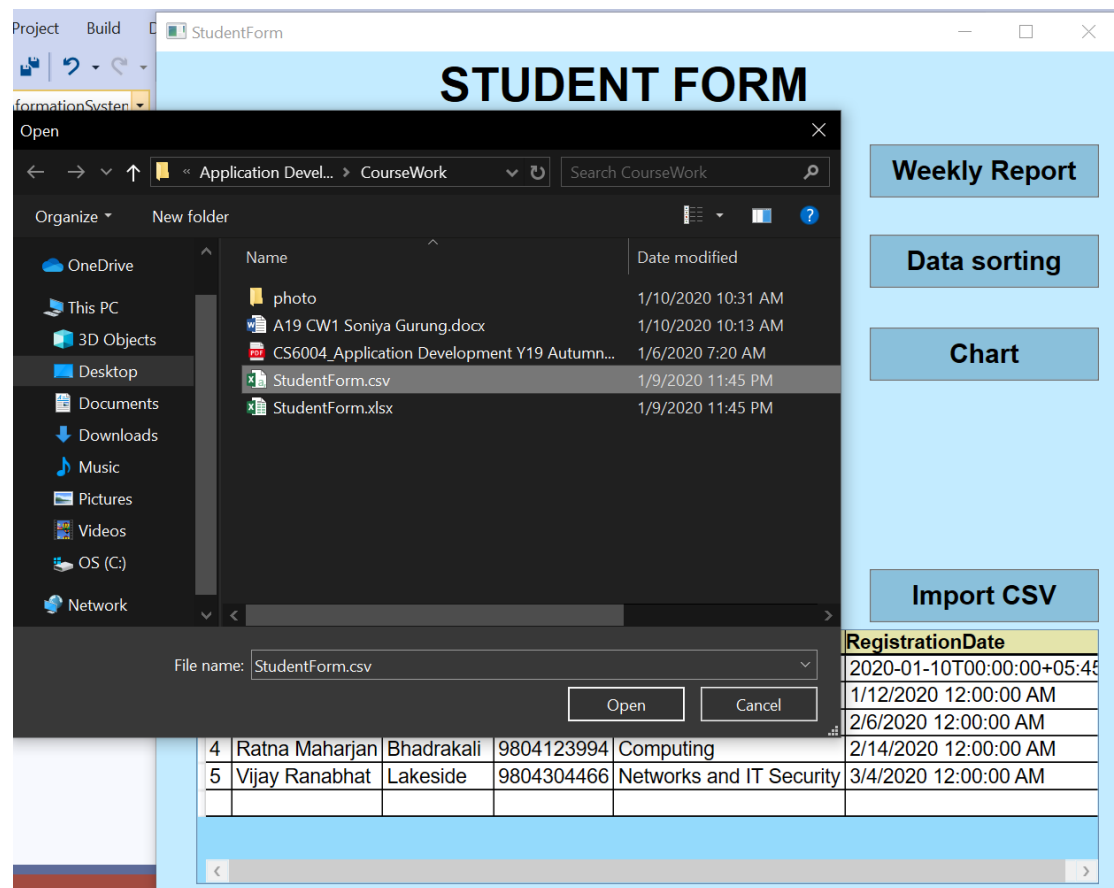 Project Build D
StudentForm
formationSystem
STUDENT FORM
Open
« Application Devel... > CourseWork
Search CourseWork
Organize
New folder
Name
Date modified
OneDrive
This PC
3D Objects
Desktop
Documents
Downloads
Music
Pictures
Videos
OS (C:)
Network
photo 1/10/2020 10:31 AM
A19 CW1 Soniya Gurung.docx 1/10/2020 10:13 AM
CS6004_Application Development Y19 Autumn... 1/6/2020 7:20 AM
StudentForm.csv 1/9/2020 11:45 PM
StudentForm.xlsx 1/9/2020 11:45 PM
File name: StudentForm.csv
Open
Cancel
Weekly Report
Data sorting
Chart
Import CSV
RegistrationDate
2020-01-10T00:00:00+05:45
1/12/2020 12:00:00 AM
2/6/2020 12:00:00 AM
4 Ratna Maharjan Bhadrakali 9804123994 Computing 2/14/2020 12:00:00 AM
5 Vijay Ranabhat Lakeside 9804304466 Networks and IT Security 3/4/2020 12:00:00 AM